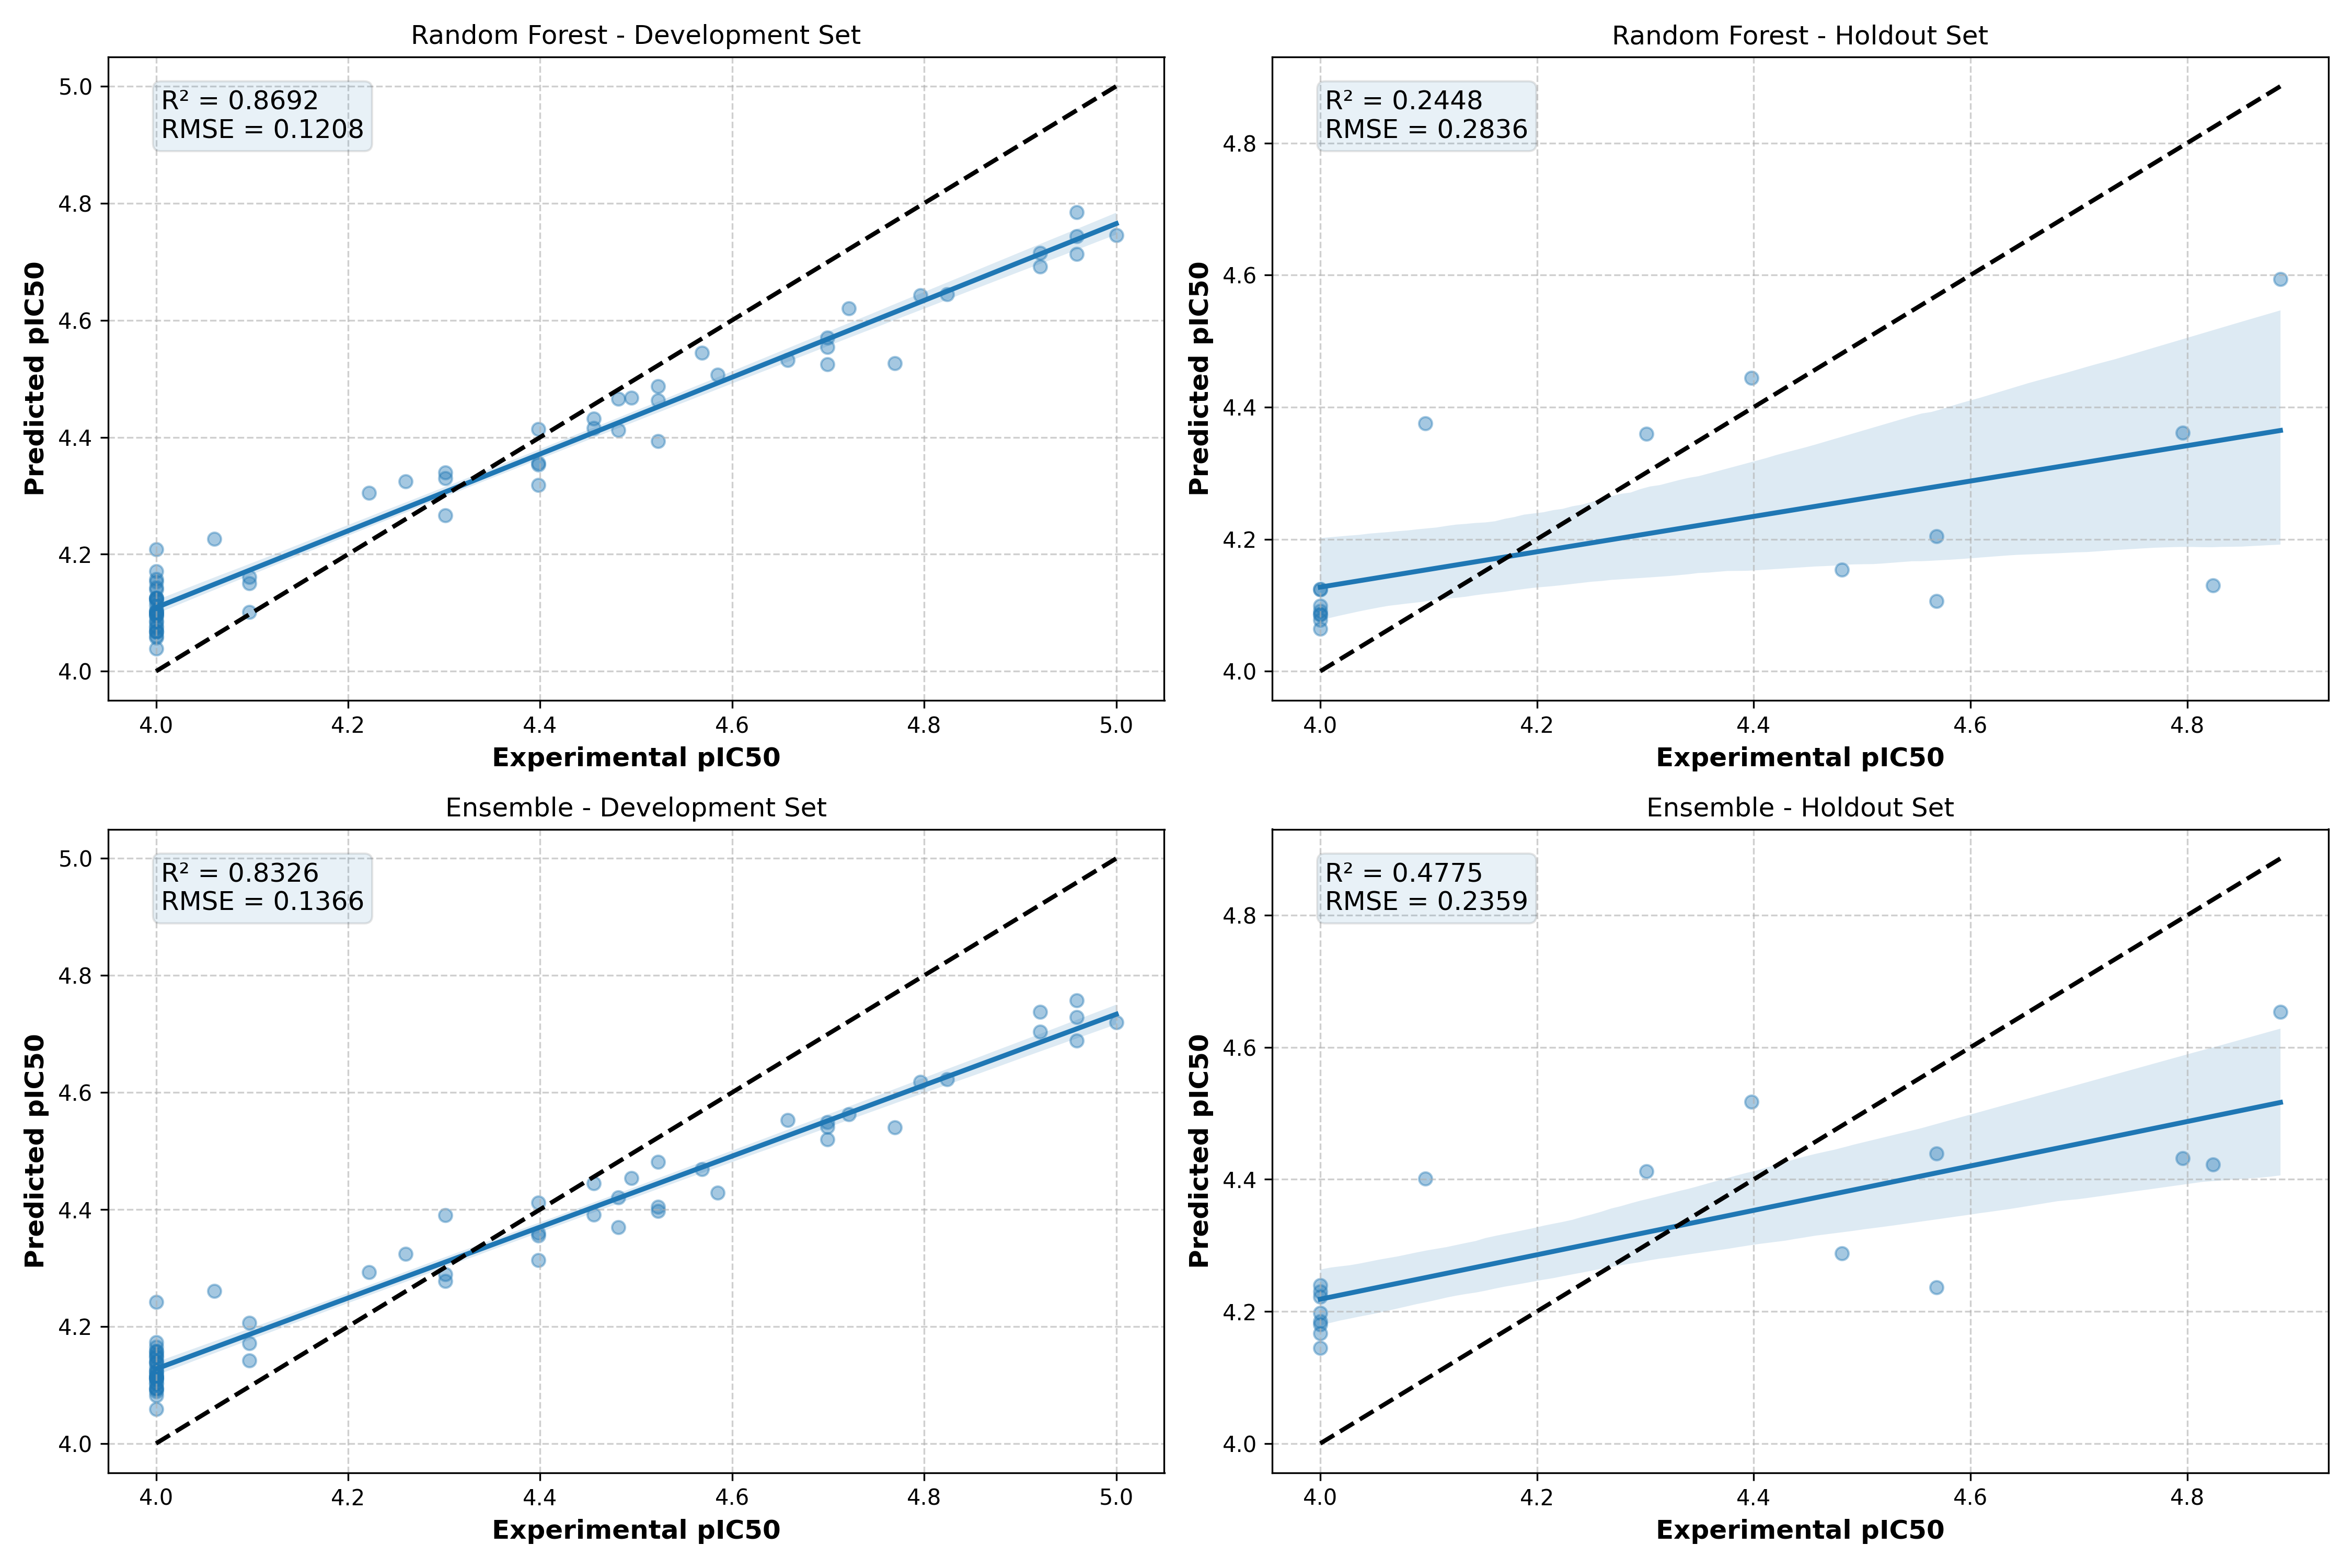 Random Forest - Development Set
R² = 0.8692
RMSE = 0.1208
Predicted pIC50
5.0
4.8
4.6
4.4
4.2
4.0
4.0 4.2 4.4 4.6 4.8 5.0
Experimental pIC50
Random Forest - Holdout Set
R² = 0.2448
RMSE = 0.2836
Predicted pIC50
4.8
4.6
4.4
4.2
4.0
4.0 4.2 4.4 4.6 4.8
Experimental pIC50
Ensemble - Development Set
R² = 0.8326
RMSE = 0.1366
Predicted pIC50
5.0
4.8
4.6
4.4
4.2
4.0
4.0 4.2 4.4 4.6 4.8 5.0
Experimental pIC50
Ensemble - Holdout Set
R² = 0.4775
RMSE = 0.2359
Predicted pIC50
4.8
4.6
4.4
4.2
4.0
4.0 4.2 4.4 4.6 4.8
Experimental pIC50